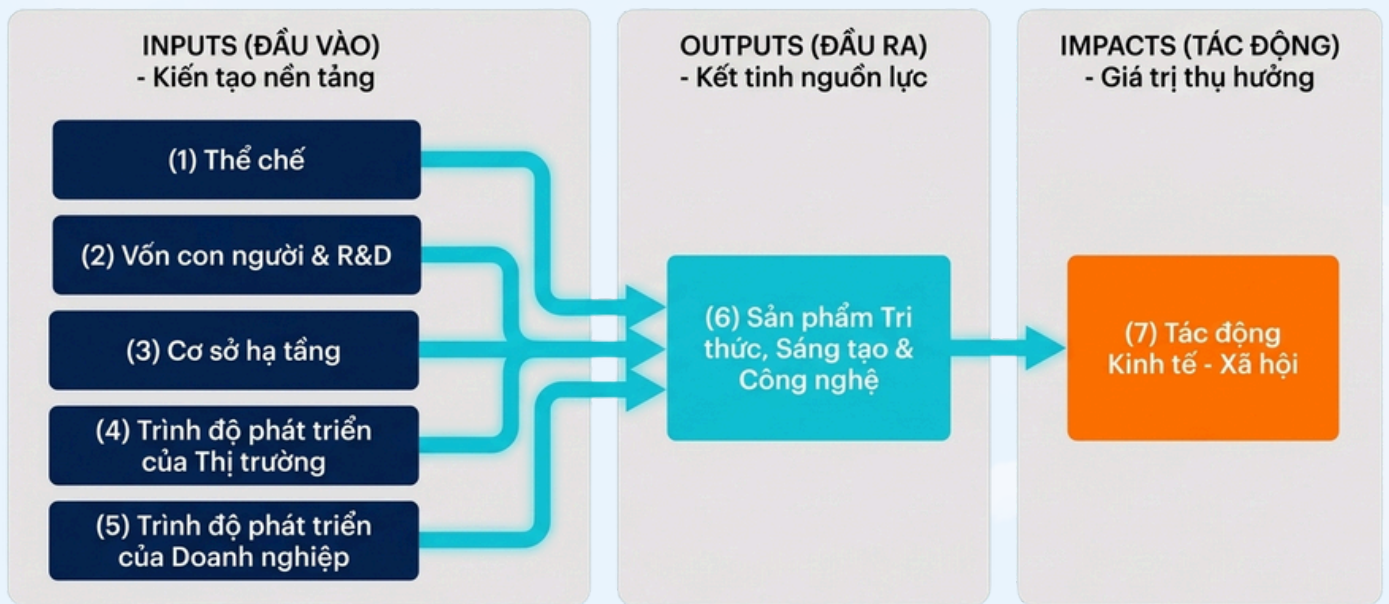 INPUTS (ĐẦU VÀO)
- Kiến tạo nền tảng
(1) Thể chế
(2) Vốn con người & R&D
(3) Cơ sở hạ tầng
(4) Trình độ phát triển
của Thị trường
(5) Trình độ phát triển
của Doanh nghiệp
OUTPUTS (ĐẦU RA)
- Kết tinh nguồn lực
(6) Sản phẩm Tri
thức, Sáng tạo &
Công nghệ
IMPACTS (TÁC ĐỘNG)
- Giá trị thụ hưởng
(7) Tác động
Kinh tế - Xã hội